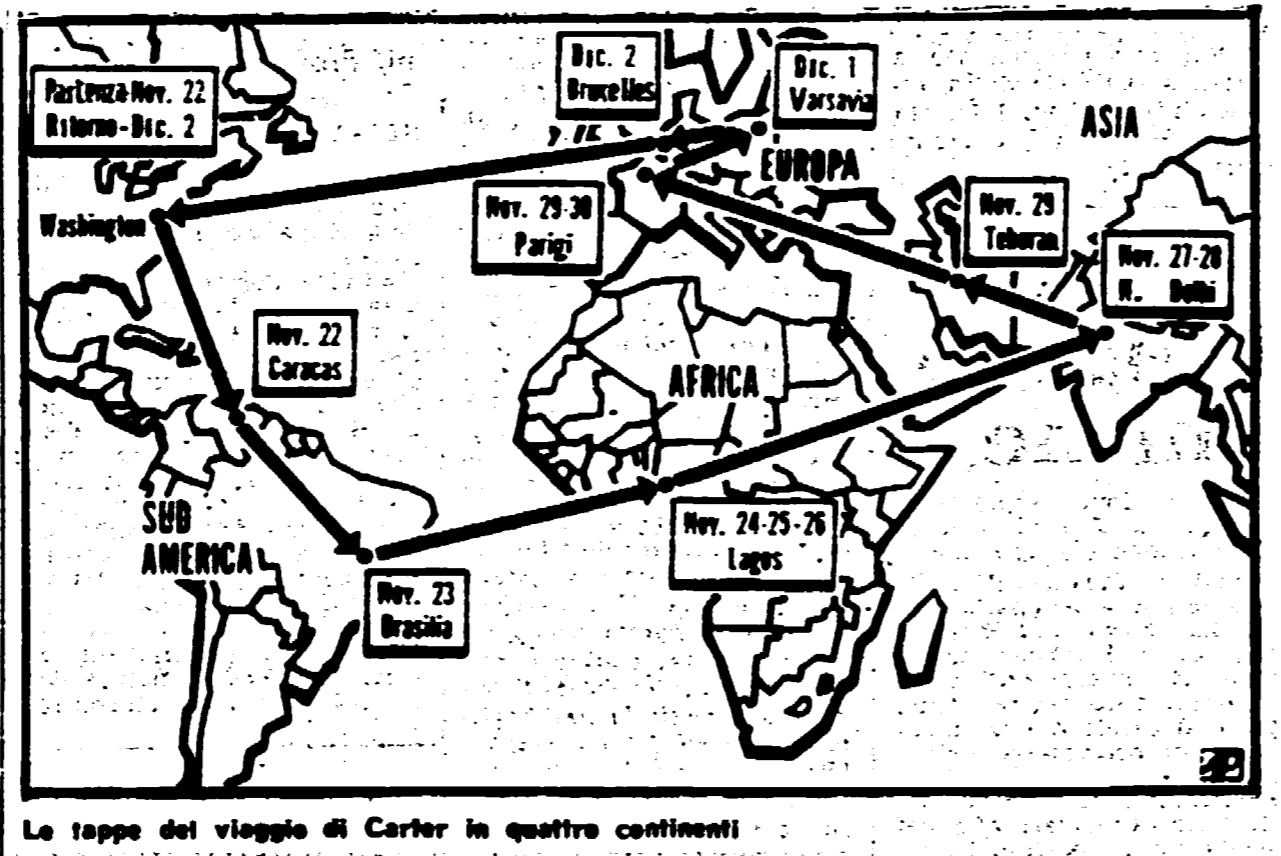 Partenza-Nov. 22
Ritorno-Dic. 2
Dic. 2
Bruxelles
Dic. 1
Varsavia
ASIA
EUROPA
Washington
Nov. 29-30
Parigi
Nov. 29
Teheran
Nov. 27-28
N. Delhi
Nov. 22
Caracas
AFRICA
SUD
AMERICA
Nov. 24-25-26
Lagos
Nov. 23
Brasilia
AP
Le tappe del viaggio di Carter in quattro continenti